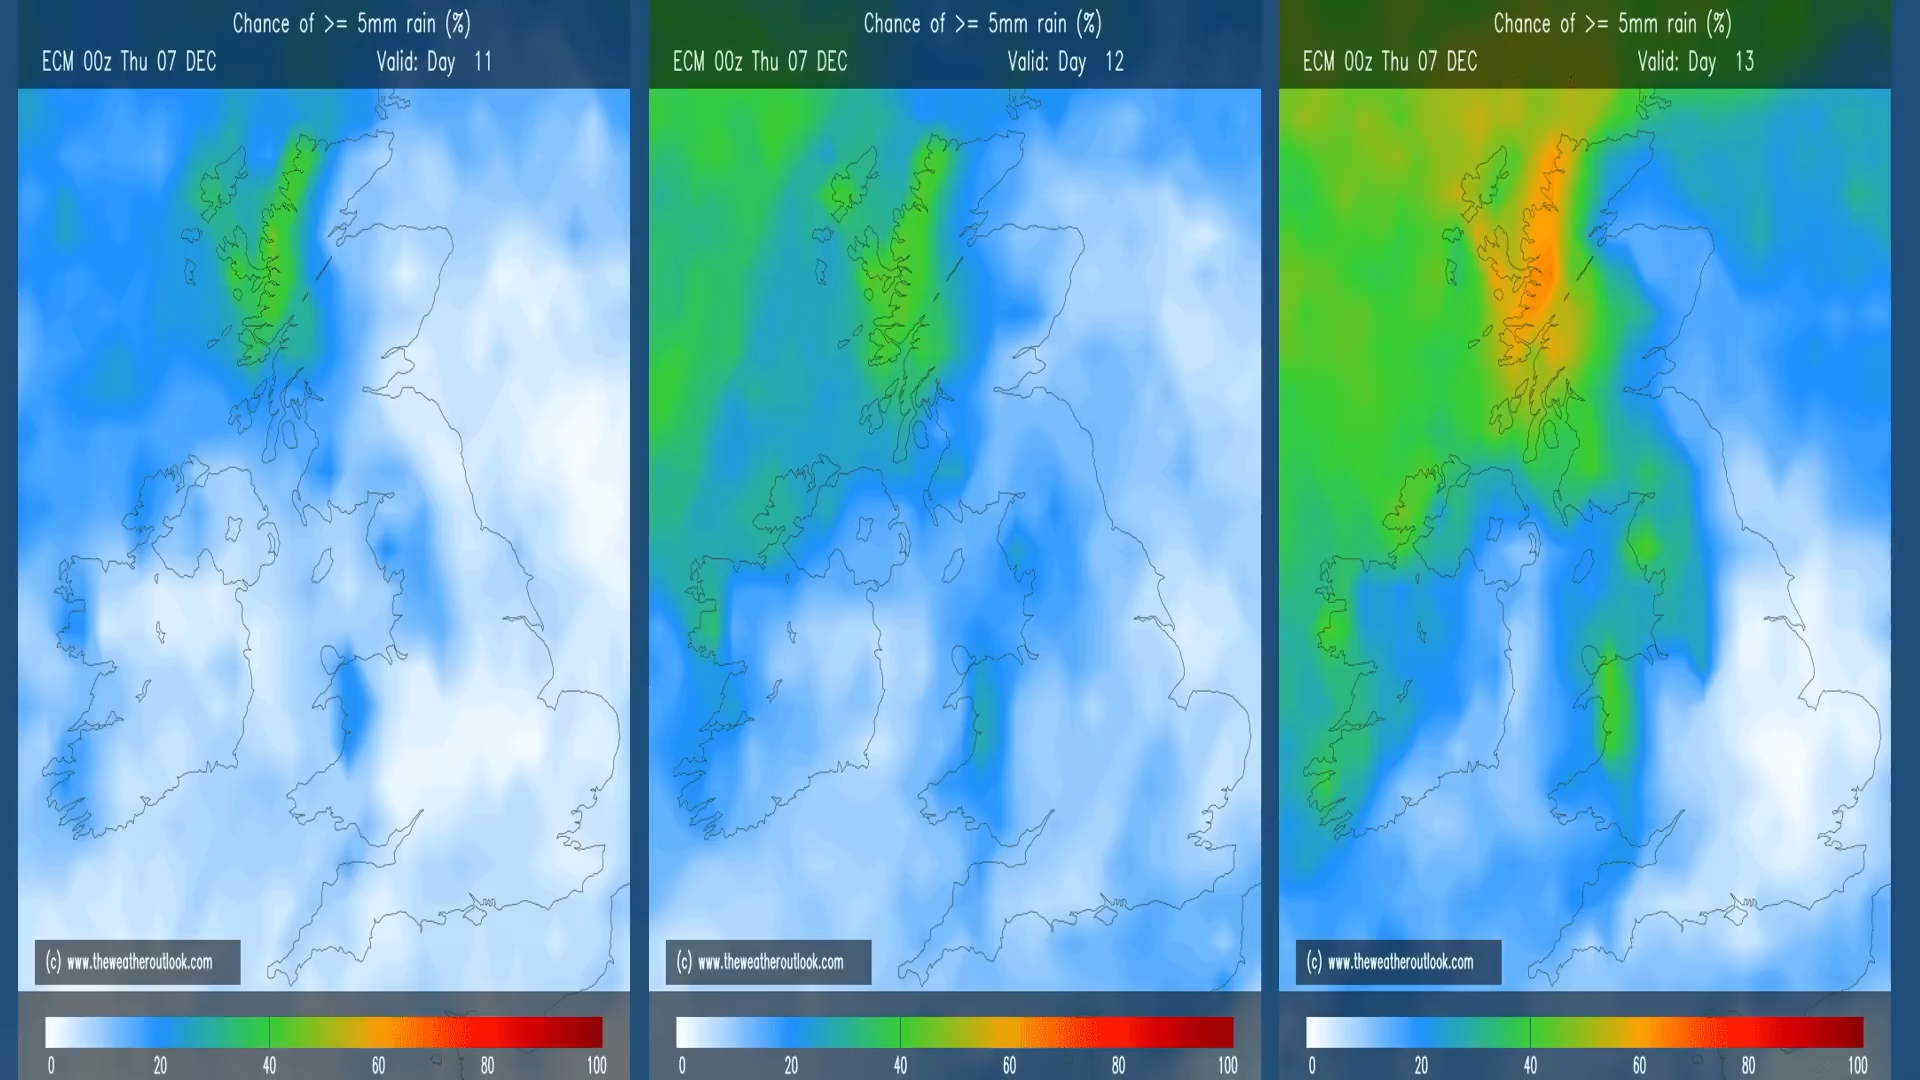 Chance of >= 5mm rain (%)
ECM 00z Thu 07 DEC Valid: Day 11
(c) www.theweatheroutlook.com
0 20 40 60 80 100
Chance of >= 5mm rain (%)
ECM 00z Thu 07 DEC Valid: Day 12
(c) www.theweatheroutlook.com
0 20 40 60 80 100
Chance of >= 5mm rain (%)
ECM 00z Thu 07 DEC Valid: Day 13
(c) www.theweatheroutlook.com
0 20 40 60 80 100